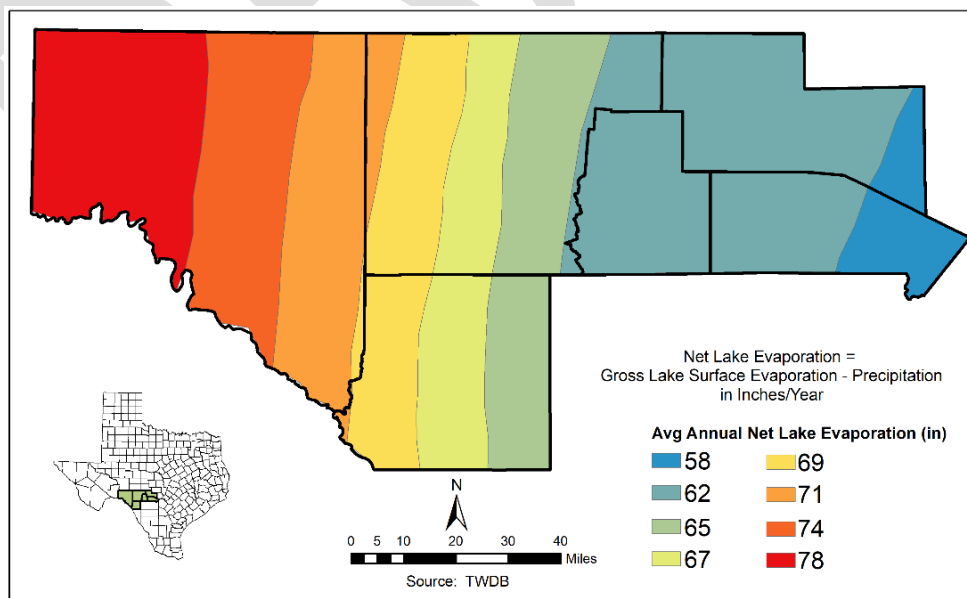 Net Lake Evaporation =
Gross Lake Surface Evaporation - Precipitation
in Inches/Year
Avg Annual Net Lake Evaporation (in)
58 69
62 71
65 74
67 78
N
0 5 10 20 30 40
Miles
Source: TWDB